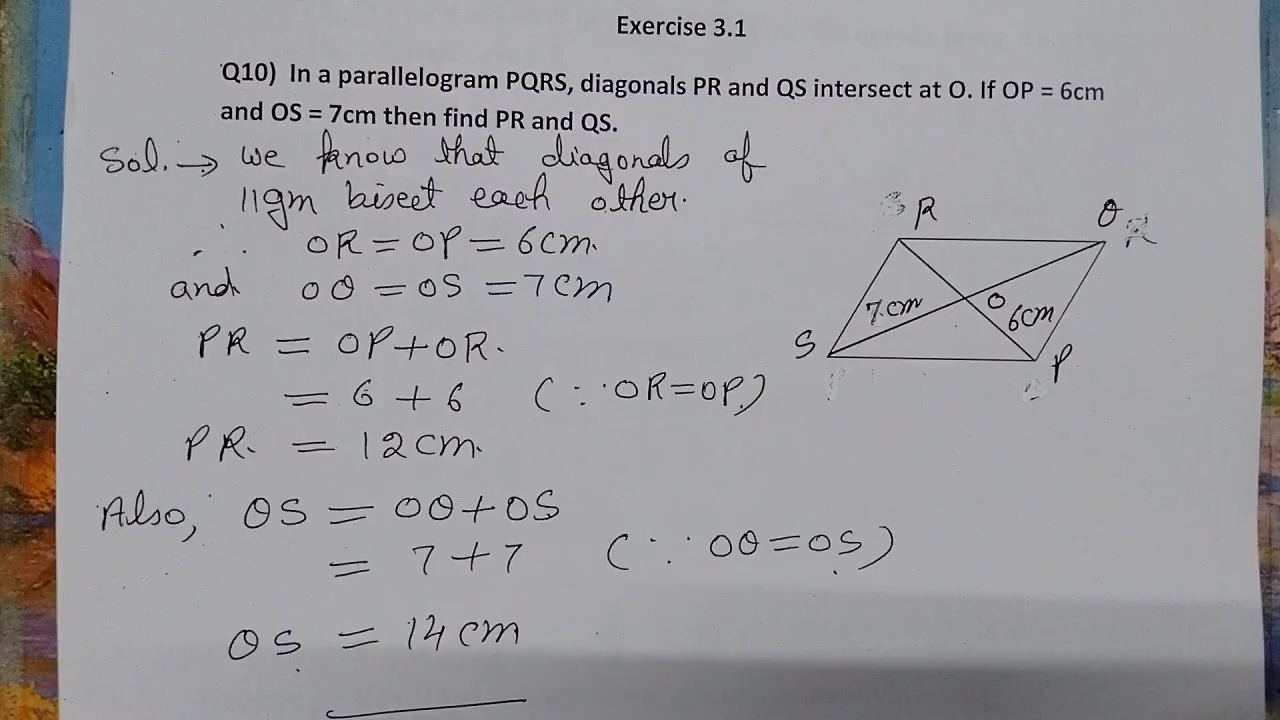 Exercise 3.1
Q10) In a parallelogram PQRS, diagonals PR and QS intersect at O. If OP = 6cm
and OS = 7cm then find PR and QS.
Sol. → we know that diagonals of
||gm bisect each other.
∴ OR = OP = 6cm.
and OQ = OS = 7cm
PR = OP + OR.
= 6 + 6 (∵ OR = OP)
PR. = 12cm.
Also, QS = OQ + OS
= 7 + 7 (∵ OQ = OS)
QS = 14cm
R
Q
7cm
O
6cm
S
P